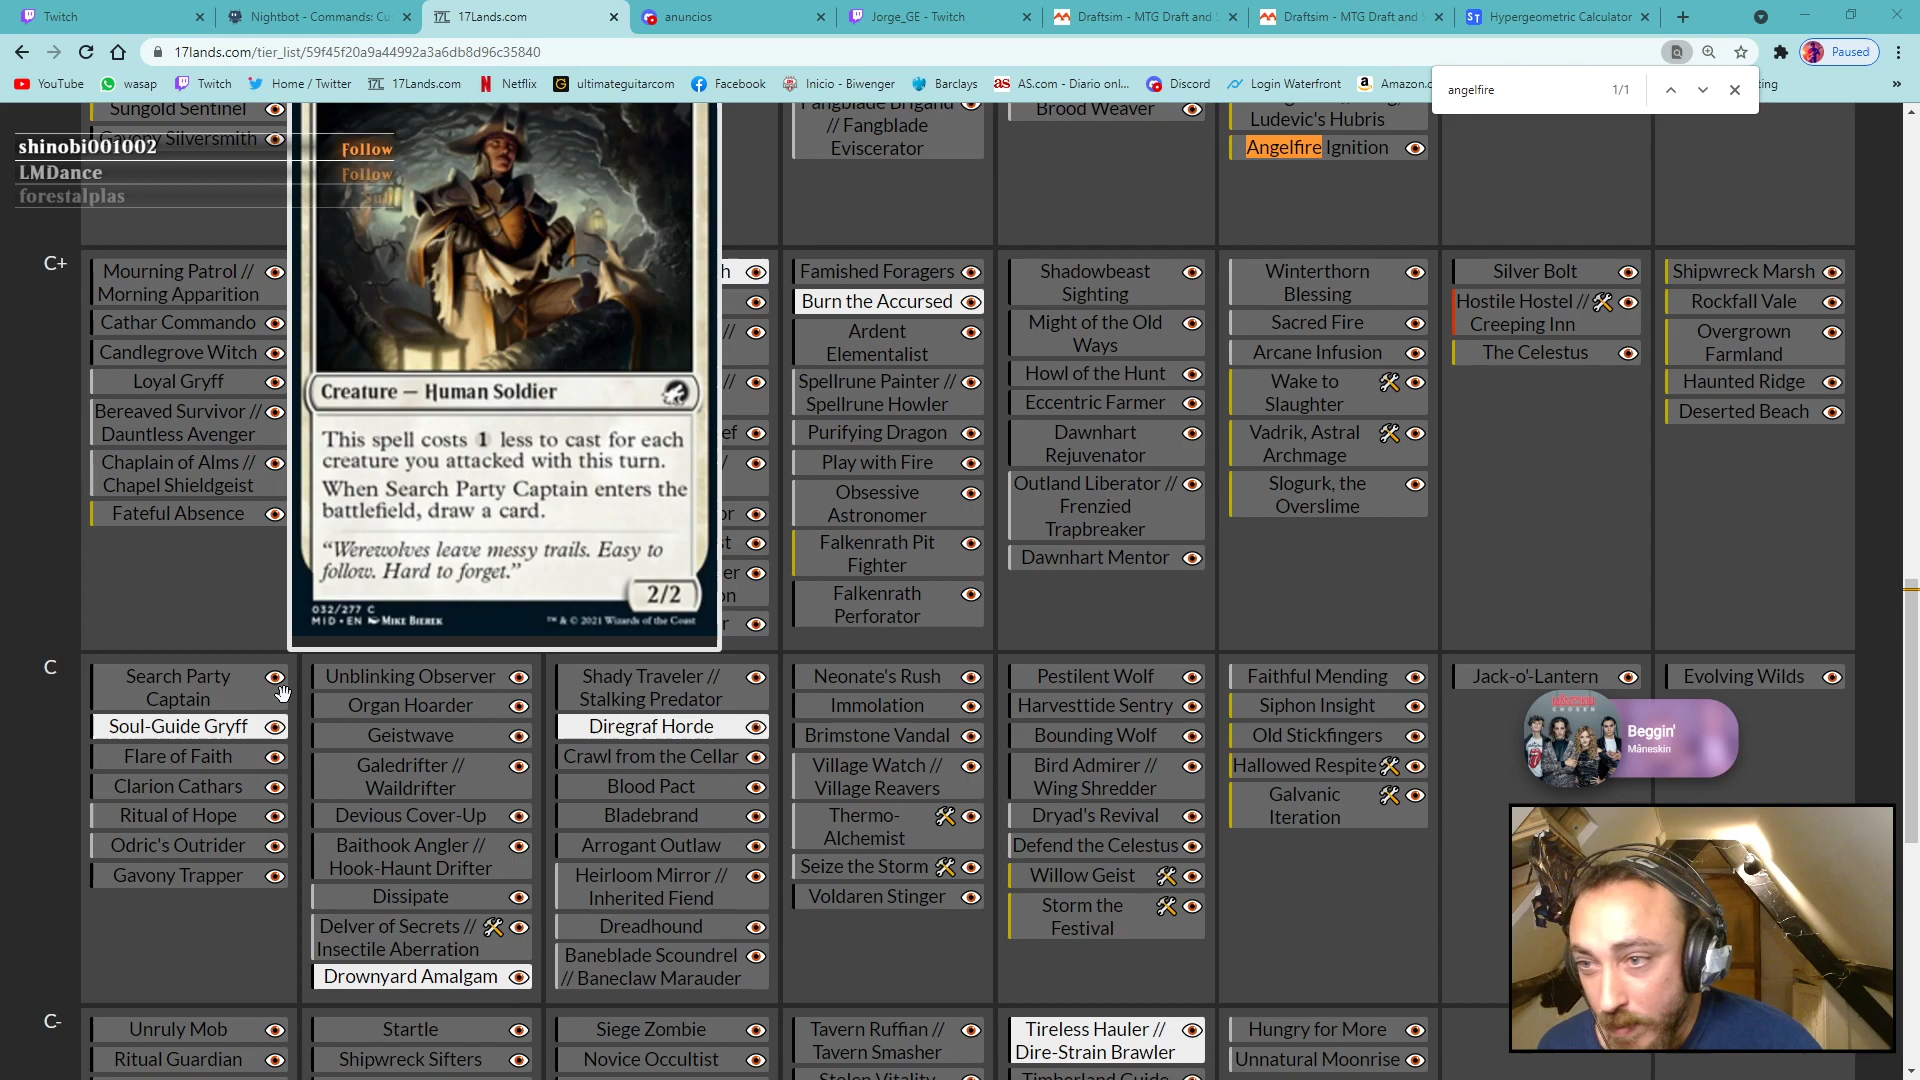 Twitch
Nightbot - Commands: Cu
17Lands.com
anuncios
Jorge_GE - Twitch
Draftsim - MTG Draft and
Draftsim - MTG Draft and
ST Hypergeometric Calculator
17lands.com/tier_list/59f45f20a9a44992a3a6db8d96c35840
Paused
YouTube
wasap
Twitch
Home / Twitter
17Lands.com
Netflix
ultimateguitarcom
Facebook
Inicio - Biwenger
Barclays
AS.com - Diario onl...
Discord
Login Waterfront
Amazon.c
angelfire
1/1
Sungold Sentinel
Gavony Silversmith
shinobi001002 Follow
LMDance Follow
forestalplas Sub
Fangblade Brigand
// Fangblade
Eviscerator
Brood Weaver
Ludevic's Hubris
Angelfire Ignition
C+
Mourning Patrol //
Morning Apparition
Cathar Commando
Candlegrove Witch
Loyal Gryff
Bereaved Survivor //
Dauntless Avenger
Chaplain of Alms //
Chapel Shieldgeist
Fateful Absence
Creature — Human Soldier
This spell costs 1 less to cast for each
creature you attacked with this turn.
When Search Party Captain enters the
battlefield, draw a card.
"Werewolves leave messy trails. Easy to
follow. Hard to forget."
2/2
032/277 C
MID • EN Mike Bierek
™ & © 2021 Wizards of the Coast
Famished Foragers
Burn the Accursed
Ardent
Elementalist
Spellrune Painter //
Spellrune Howler
Purifying Dragon
Play with Fire
Obsessive
Astronomer
Falkenrath Pit
Fighter
Falkenrath
Perforator
Shadowbeast
Sighting
Might of the Old
Ways
Howl of the Hunt
Eccentric Farmer
Dawnhart
Rejuvenator
Outland Liberator //
Frenzied
Trapbreaker
Dawnhart Mentor
Winterthorn
Blessing
Sacred Fire
Arcane Infusion
Wake to
Slaughter
Vadrik, Astral
Archmage
Slogurk, the
Overslime
Silver Bolt
Hostile Hostel //
Creeping Inn
The Celestus
Shipwreck Marsh
Rockfall Vale
Overgrown
Farmland
Haunted Ridge
Deserted Beach
C
Search Party
Captain
Soul-Guide Gryff
Flare of Faith
Clarion Cathars
Ritual of Hope
Odric's Outrider
Gavony Trapper
Unblinking Observer
Organ Hoarder
Geistwave
Galedrifter //
Waildrifter
Devious Cover-Up
Baithook Angler //
Hook-Haunt Drifter
Dissipate
Delver of Secrets //
Insectile Aberration
Drownyard Amalgam
Shady Traveler //
Stalking Predator
Diregraf Horde
Crawl from the Cellar
Blood Pact
Bladebrand
Arrogant Outlaw
Heirloom Mirror //
Inherited Fiend
Dreadhound
Baneblade Scoundrel
// Baneclaw Marauder
Neonate's Rush
Immolation
Brimstone Vandal
Village Watch //
Village Reavers
Thermo-
Alchemist
Seize the Storm
Voldaren Stinger
Pestilent Wolf
Harvesttide Sentry
Bounding Wolf
Bird Admirer //
Wing Shredder
Dryad's Revival
Defend the Celestus
Willow Geist
Storm the
Festival
Faithful Mending
Siphon Insight
Old Stickfingers
Hallowed Respite
Galvanic
Iteration
Jack-o'-Lantern
Evolving Wilds
Beggin'
Måneskin
C-
Unruly Mob
Ritual Guardian
Startle
Shipwreck Sifters
Siege Zombie
Novice Occultist
Tavern Ruffian //
Tavern Smasher
Stolen Vitality
Tireless Hauler //
Dire-Strain Brawler
Timberland Guide
Hungry for More
Unnatural Moonrise